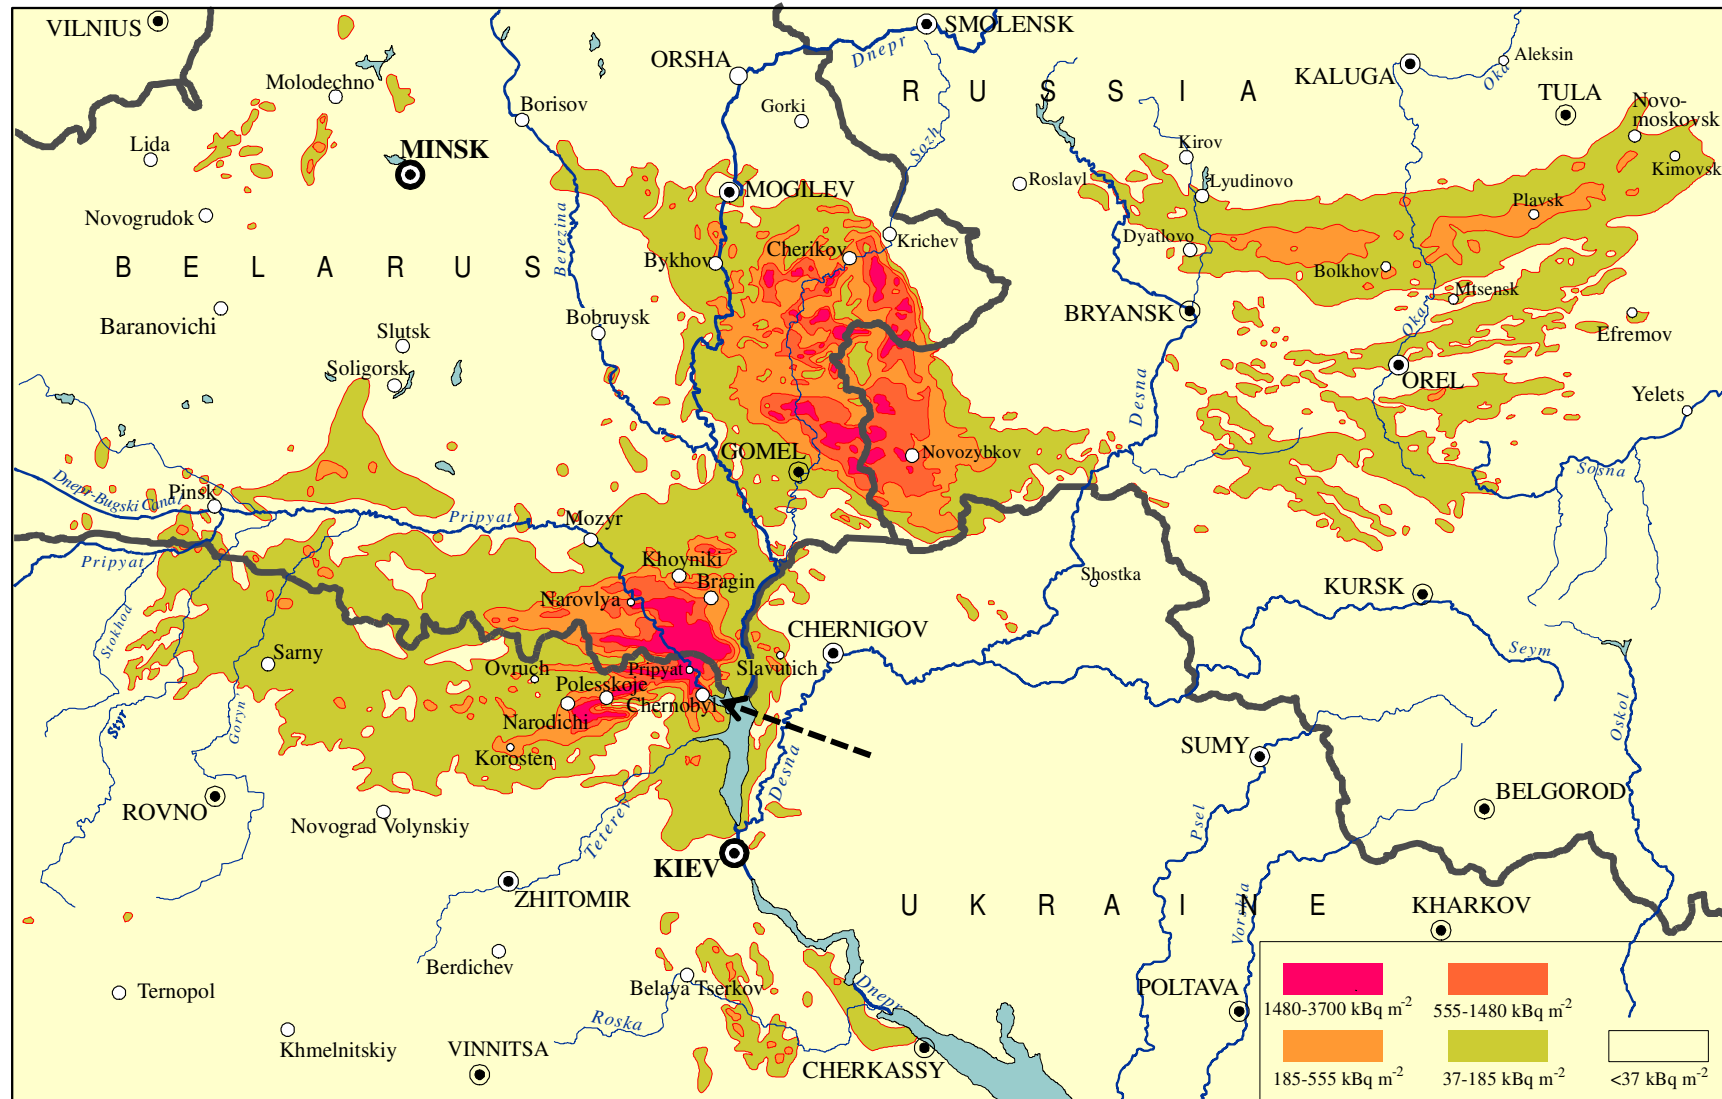 VILNIUS
SMOLENSK
Dnepr
ORSHA
Molodechno
Borisov
Gorki
R U S S I A
KALUGA
Oka
Aleksin
TULA
Novo-
moskovsk
Kimovsk
Lida
MINSK
Sozh
Kirov
Roslavl
Lyudinovo
MOGILEV
Plavsk
Novogrudok
Berezina
Krichev
Cherikov
Dyatlovo
Bykhov
B E L A R U S
Bolkhov
Mtsensk
BRYANSK
Oka
Efremov
Baranovichi
Bobruysk
Slutsk
Soligorsk
OREL
Desna
Yelets
GOMEL
Novozybkov
Sosna
Dnepr-Bugski Canal
Pinsk
Pripyat
Mozyr
Pripyat
Khoyniki
Bragin
Shostka
KURSK
Narovlya
Stokhod
CHERNIGOV
Seym
Sarny
Ovruch
Pripyat
Slavutich
Polesskoje
Chernobyl
Narodichi
Styr
Goryn'
Oskol
Korosten
SUMY
Desna
ROVNO
BELGOROD
Novograd Volynskiy
Teterev
Psel
KIEV
ZHITOMIR
U K R A I N E
Vorskla
KHARKOV
Berdichev
Belaya Tserkov
Ternopol
Dnepr
POLTAVA
Roska
Khmelnitskiy
VINNITSA
CHERKASSY
1480-3700 kBq m-2
555-1480 kBq m-2
185-555 kBq m-2
37-185 kBq m-2
<37 kBq m-2